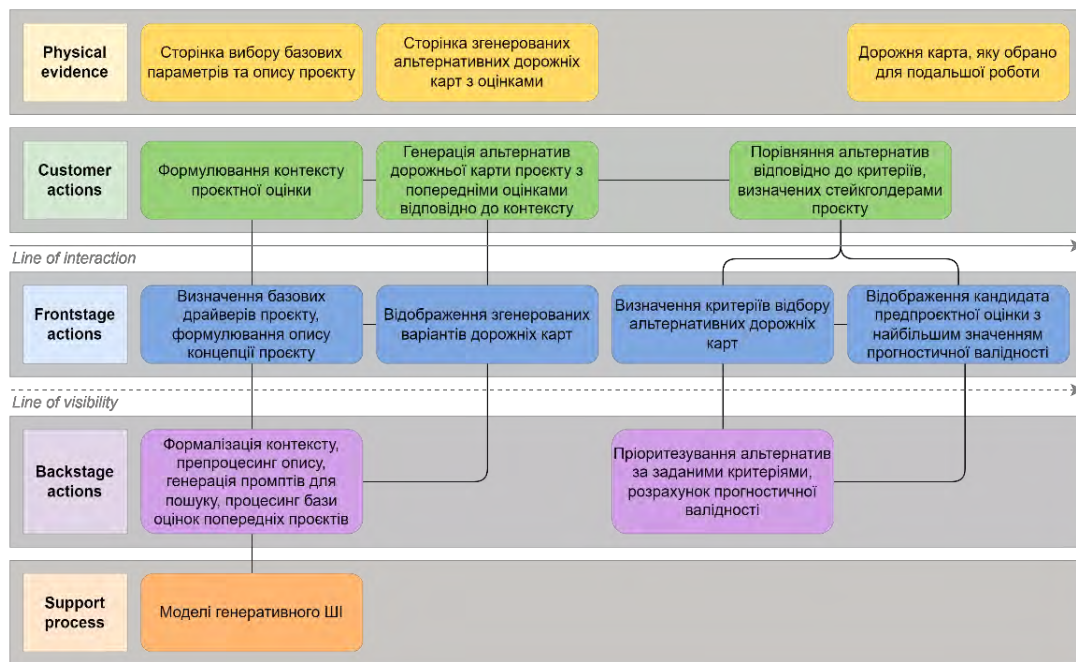 Physical
evidence
Сторінка вибору базових
параметрів та опису проєкту
Сторінка згенерованих
альтернативних дорожніх
карт з оцінками
Дорожня карта, яку обрано
для подальшої роботи
Customer
actions
Формулювання контексту
проєктної оцінки
Генерація альтернатив
дорожньої карти проєкту з
попередніми оцінками
відповідно до контексту
Порівняння альтернатив
відповідно до критеріїв,
визначених стейкголдерами
проєкту
Line of interaction
Frontstage
actions
Визначення базових
драйверів проєкту,
формулювання опису
концепції проєкту
Відображення згенерованих
варіантів дорожніх карт
Визначення критеріїв відбору
альтернативних дорожніх
карт
Відображення кандидата
предпроєктної оцінки з
найбільшим значенням
прогностичної валідності
Line of visibility
Backstage
actions
Формалізація контексту,
препроцесинг опису,
генерація промптів для
пошуку, процесинг бази
оцінок попередніх проєктів
Пріоритезування альтернатив
за заданими критеріями,
розрахунок прогностичної
валідності
Support
process
Моделі генеративного ШІ